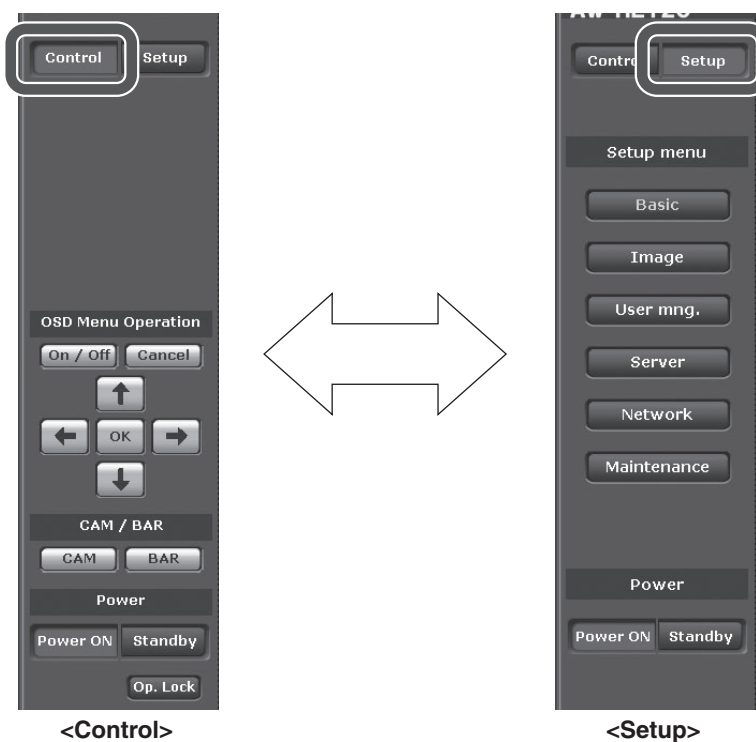 Control Setup
OSD Menu Operation
On / Off Cancel
OK
CAM / BAR
CAM BAR
Power
Power ON Standby
Op. Lock
<Control>
Setup
Setup menu
Basic
Image
User mng.
Server
Network
Maintenance
Power
Power ON Standby
<Setup>